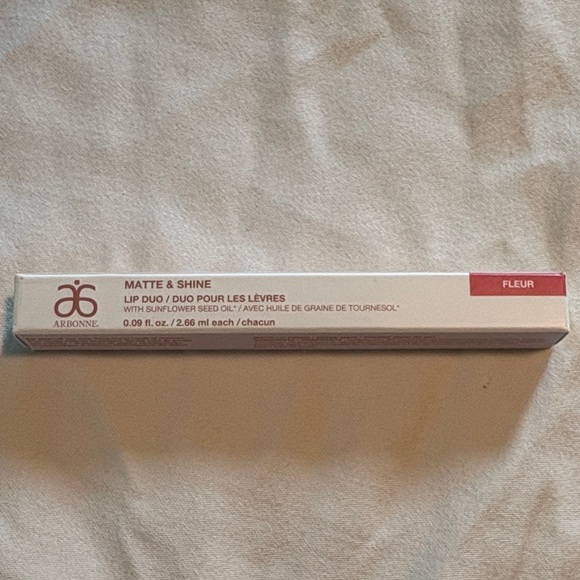 MATTE & SHINE
LIP DUO / DUO POUR LES LÈVRES
WITH SUNFLOWER SEED OIL* / AVEC HUILE DE GRAINE DE TOURNESOL*
0.09 fl. oz. / 2.66 ml each / chacun
ARBONNE.
FLEUR